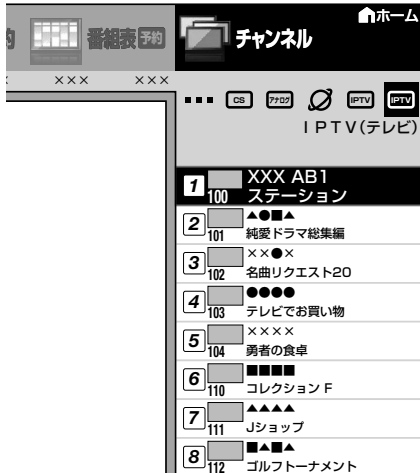 ホーム
約 番組表 予約 チャンネル
××× ×××
CS アナログ IPTV IPTV
IPTV(テレビ)
1 100 XXX AB1
ステーション
2 101 ▲●■▲
純愛ドラマ総集編
3 102 ××●×
名曲リクエスト20
4 103 ●●●●
テレビでお買い物
5 104 ××××
勇者の食卓
6 110 ■■■■
コレクション F
7 111 ▲▲▲▲
Jショップ
8 112 ■▲■▲
ゴルフトーナメント